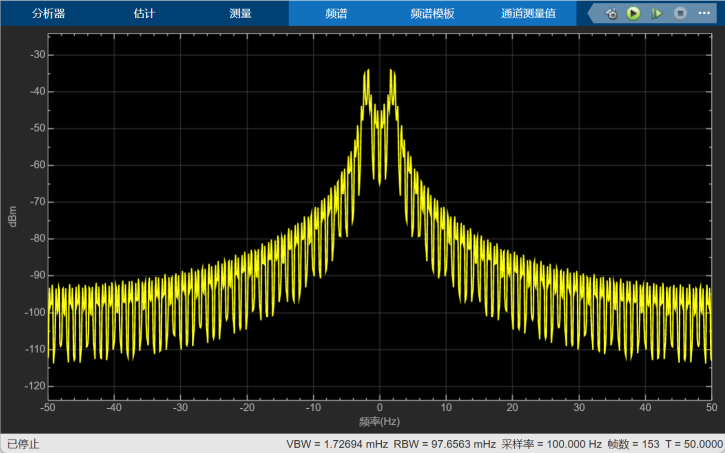 分析器 估计 测量 频谱 频谱模板 通道测量值
-30
-40
-50
-60
-70
-80
-90
-100
-110
-120
dBm
-50 -40 -30 -20 -10 0 10 20 30 40 50
频率(Hz)
已停止 VBW = 1.72694 mHz RBW = 97.6563 mHz 采样率 = 100.000 Hz 帧数 = 153 T = 50.0000